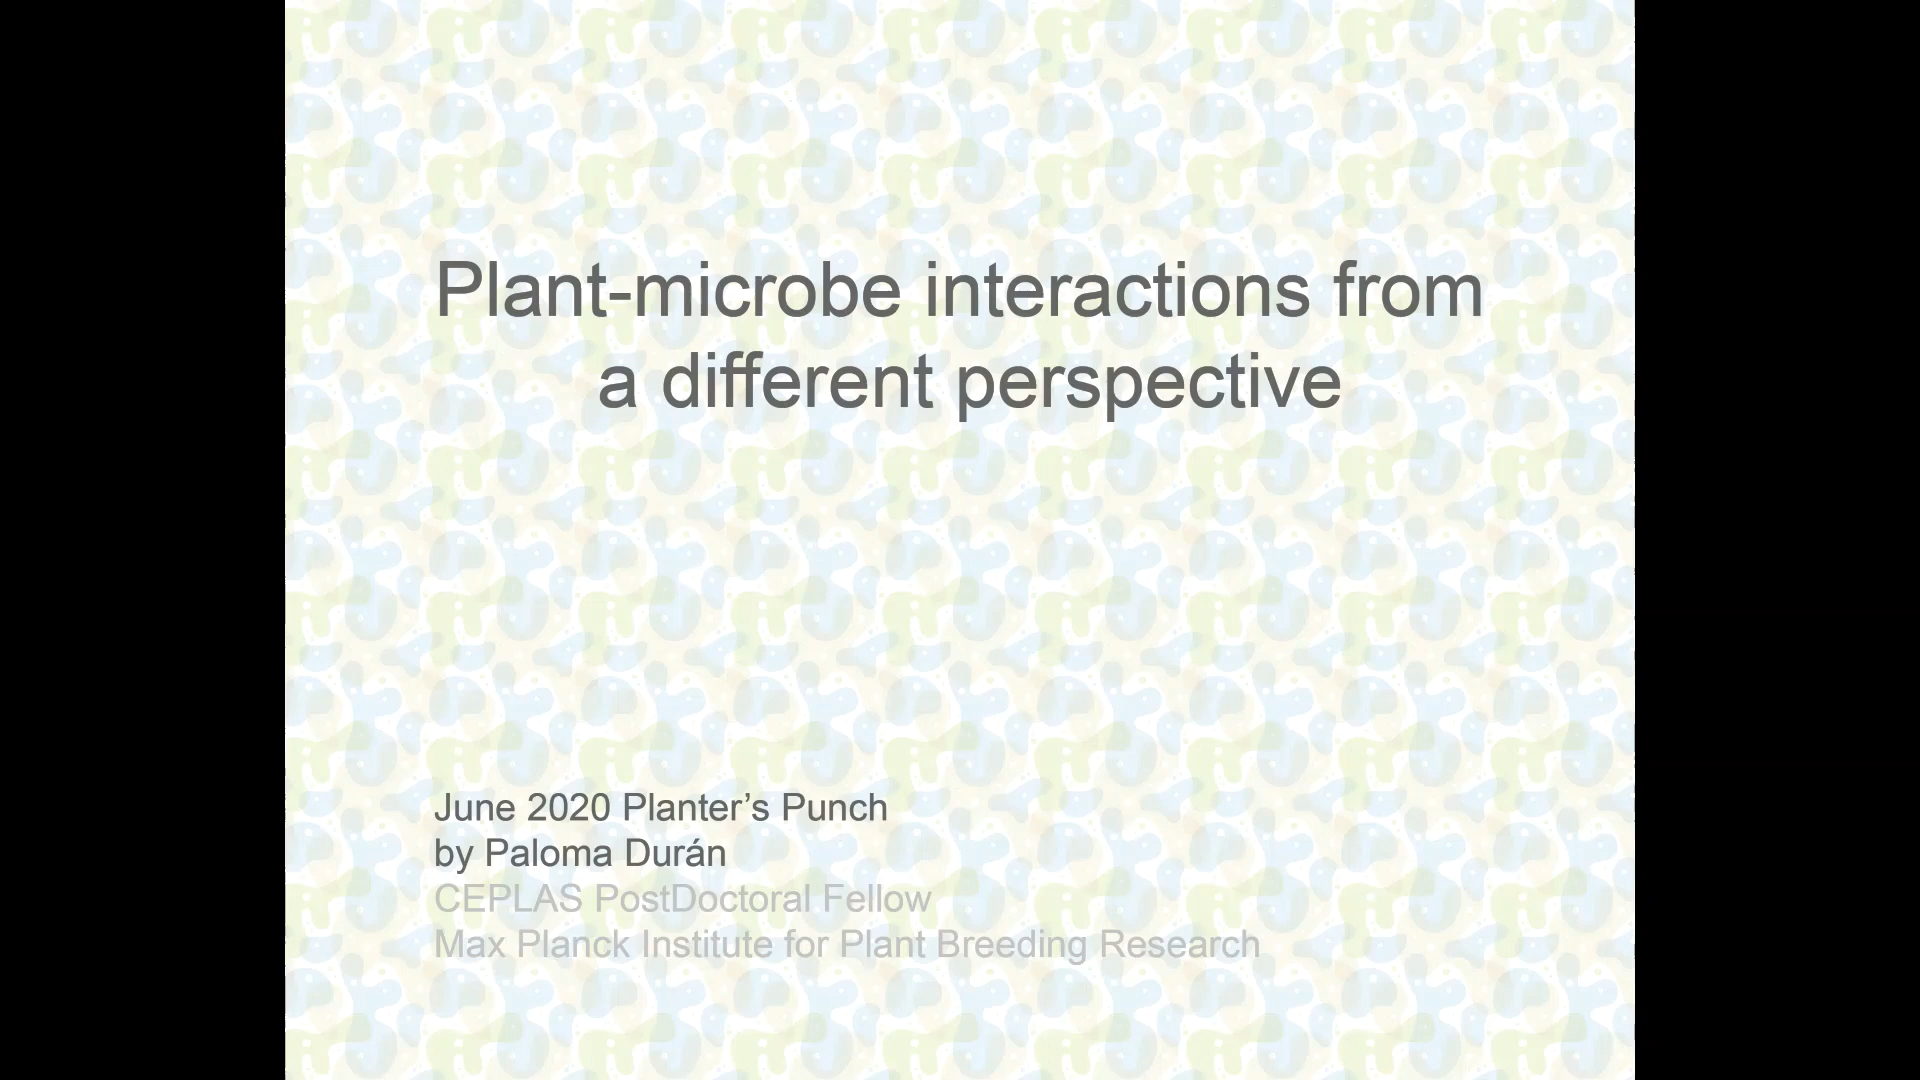 Plant-microbe interactions from
a different perspective
June 2020 Planter’s Punch
by Paloma Durán
CEPLAS PostDoctoral Fellow
Max Planck Institute for Plant Breeding Research